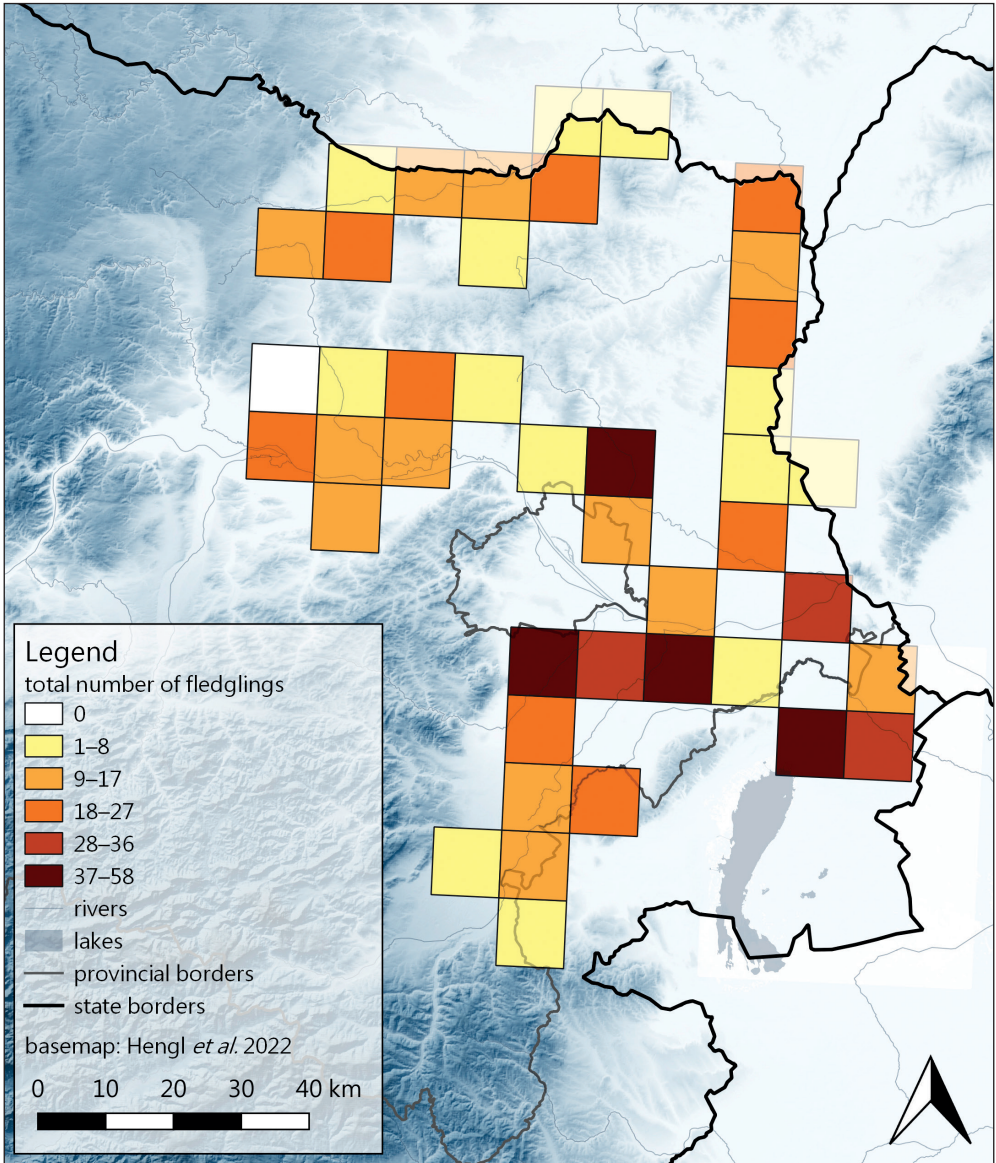 Legend
total number of fledglings
0
1–8
9–17
18–27
28–36
37–58
rivers
lakes
provincial borders
state borders
basemap: Hengl et al. 2022
0 10 20 30 40 km